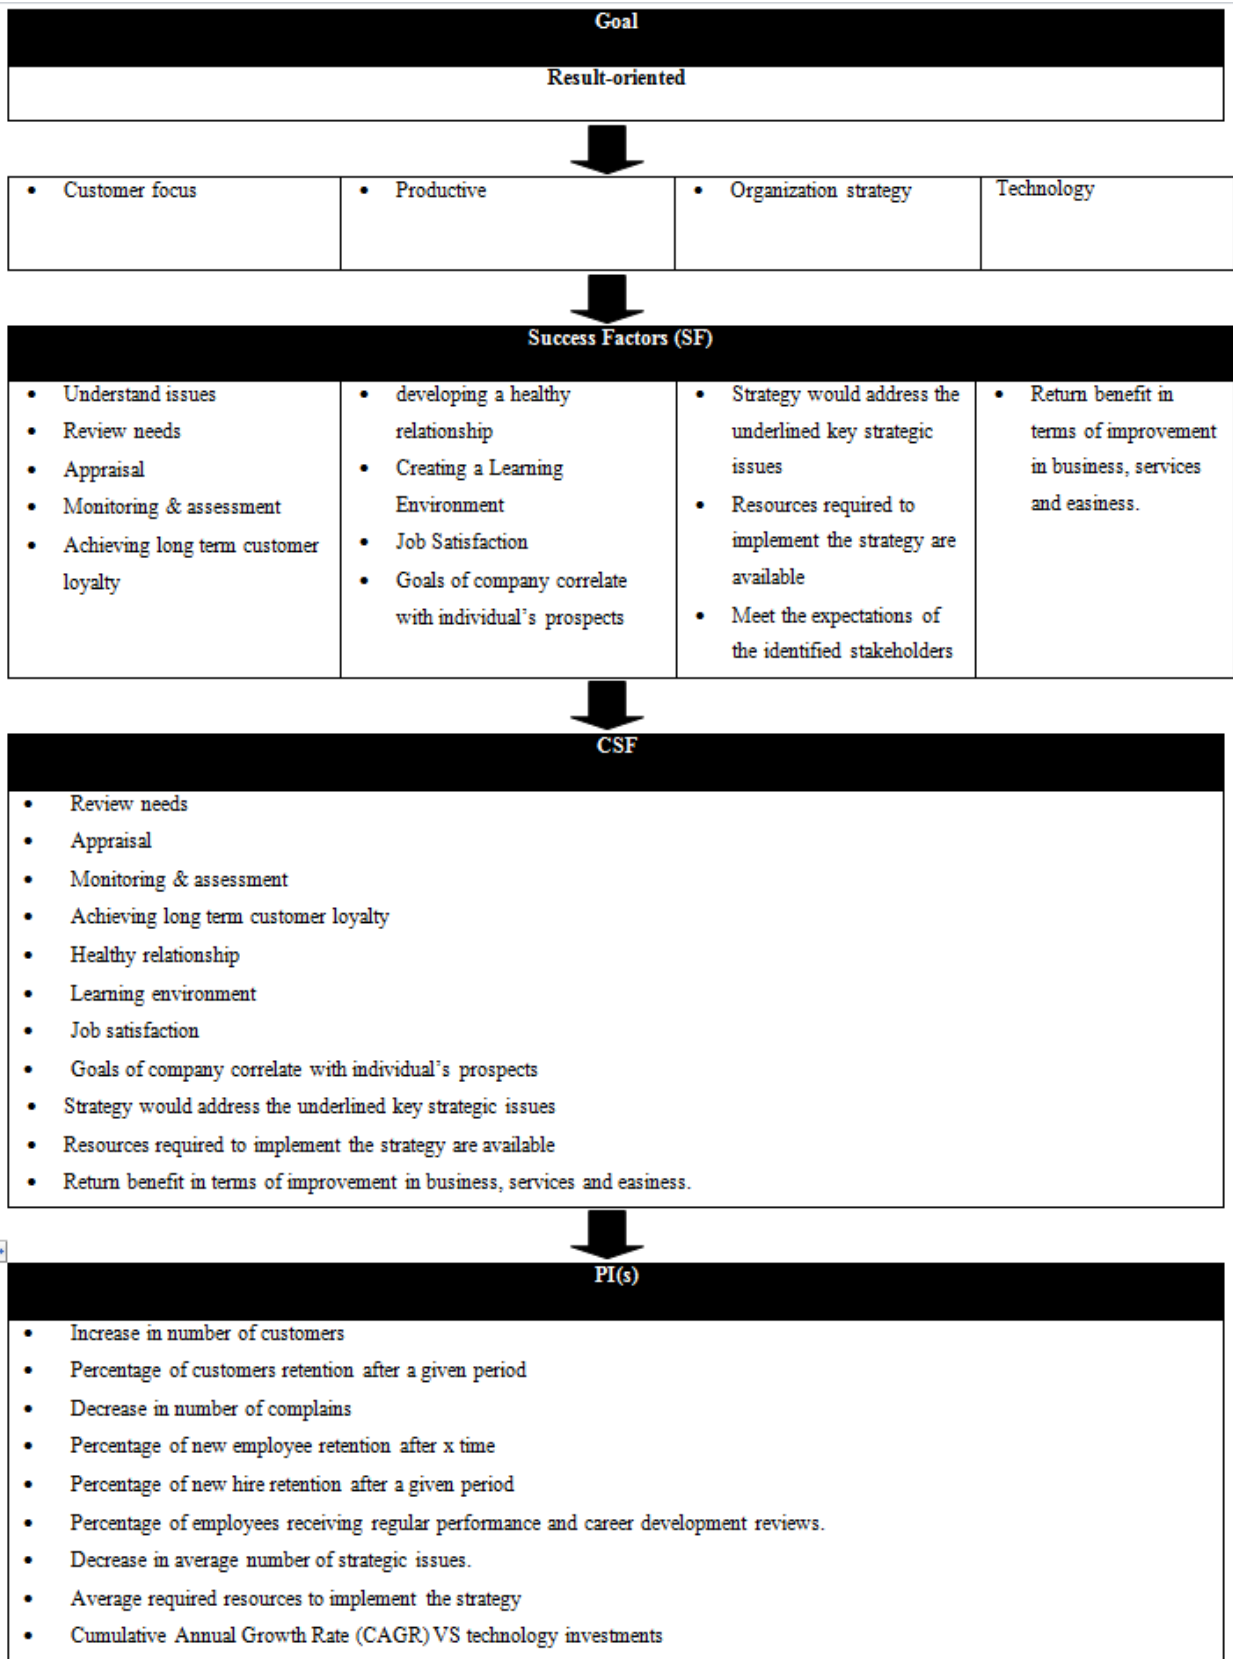 Goal
Result-oriented
• Customer focus
• Productive
• Organization strategy
Technology
Success Factors (SF)
• Understand issues
• Review needs
• Appraisal
• Monitoring & assessment
• Achieving long term customer
loyalty
• developing a healthy
relationship
• Creating a Learning
Environment
• Job Satisfaction
• Goals of company correlate
with individual's prospects
• Strategy would address the
underlined key strategic
issues
• Resources required to
implement the strategy are
available
• Meet the expectations of
the identified stakeholders
• Return benefit in
terms of improvement
in business, services
and easiness.
CSF
• Review needs
• Appraisal
• Monitoring & assessment
• Achieving long term customer loyalty
• Healthy relationship
• Learning environment
• Job satisfaction
• Goals of company correlate with individual's prospects
• Strategy would address the underlined key strategic issues
• Resources required to implement the strategy are available
• Return benefit in terms of improvement in business, services and easiness.
PI(s)
• Increase in number of customers
• Percentage of customers retention after a given period
• Decrease in number of complains
• Percentage of new employee retention after x time
• Percentage of new hire retention after a given period
• Percentage of employees receiving regular performance and career development reviews.
• Decrease in average number of strategic issues.
• Average required resources to implement the strategy
• Cumulative Annual Growth Rate (CAGR) VS technology investments